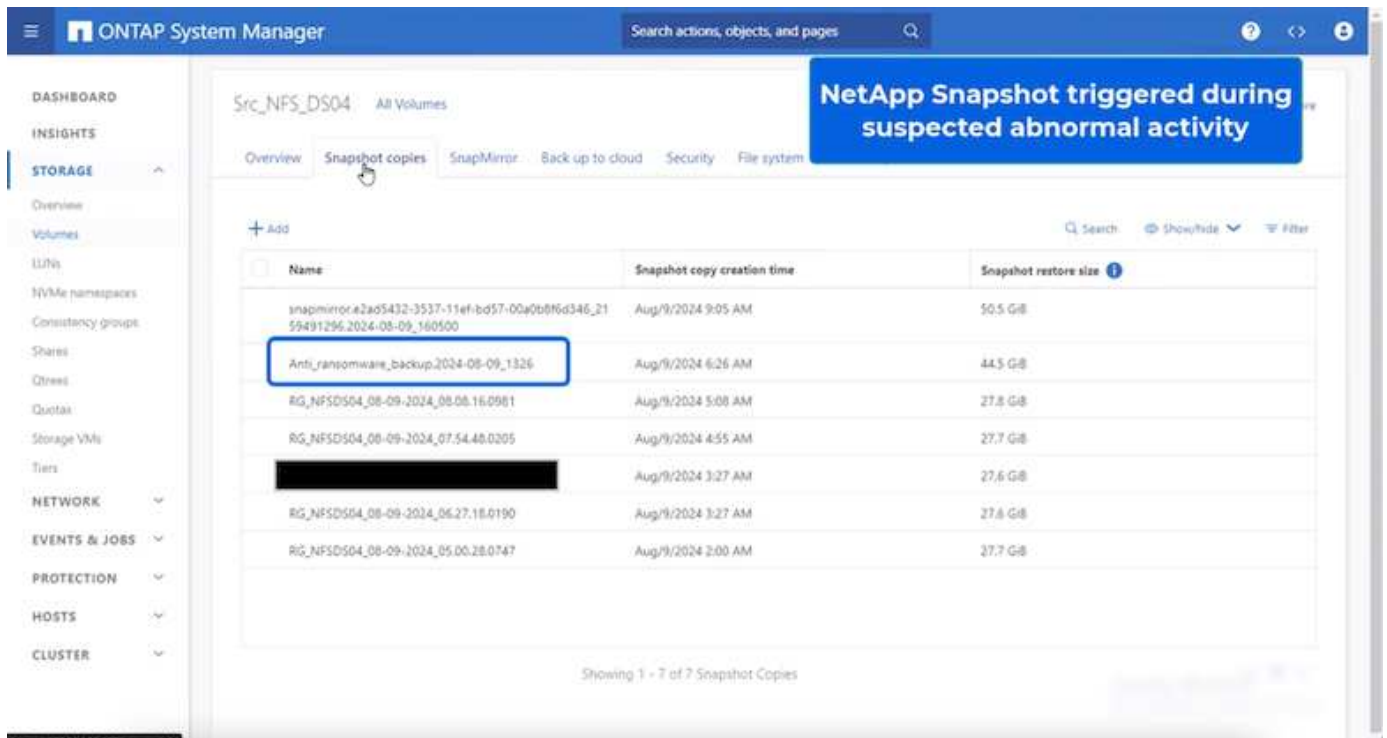 ONTAP System Manager
Search actions, objects, and pages
NetApp Snapshot triggered during
suspected abnormal activity
DASHBOARD
INSIGHTS
STORAGE
Overview
Volumes
LUNs
NVMe namespaces
Consistency groups
Shares
Qtrees
Quotas
Storage VMs
Tiers
NETWORK
EVENTS & JOBS
PROTECTION
HOSTS
CLUSTER
Src_NFS_DS04 All Volumes
Overview Snapshot copies SnapMirror Back up to cloud Security File system
+ Add
Search Show/hide Filter
Name Snapshot copy creation time Snapshot restore size
snapmirror.e2ad5432-3537-11ef-bd57-00a0b8f6d346_21 Aug/9/2024 9:05 AM 50.5 GiB
59491296.2024-08-09_160500
Anti_ransomware_backup.2024-08-09_1326 Aug/9/2024 6:26 AM 44.5 GiB
RG_NFSDS04_08-09-2024_08.08.16.0981 Aug/9/2024 5:08 AM 27.8 GiB
RG_NFSDS04_08-09-2024_07.54.48.0205 Aug/9/2024 4:55 AM 27.7 GiB
Aug/9/2024 3:27 AM 27.6 GiB
RG_NFSDS04_08-09-2024_06.27.18.0190 Aug/9/2024 3:27 AM 27.6 GiB
RG_NFSDS04_08-09-2024_05.00.28.0747 Aug/9/2024 2:00 AM 27.7 GiB
Showing 1 - 7 of 7 Snapshot Copies